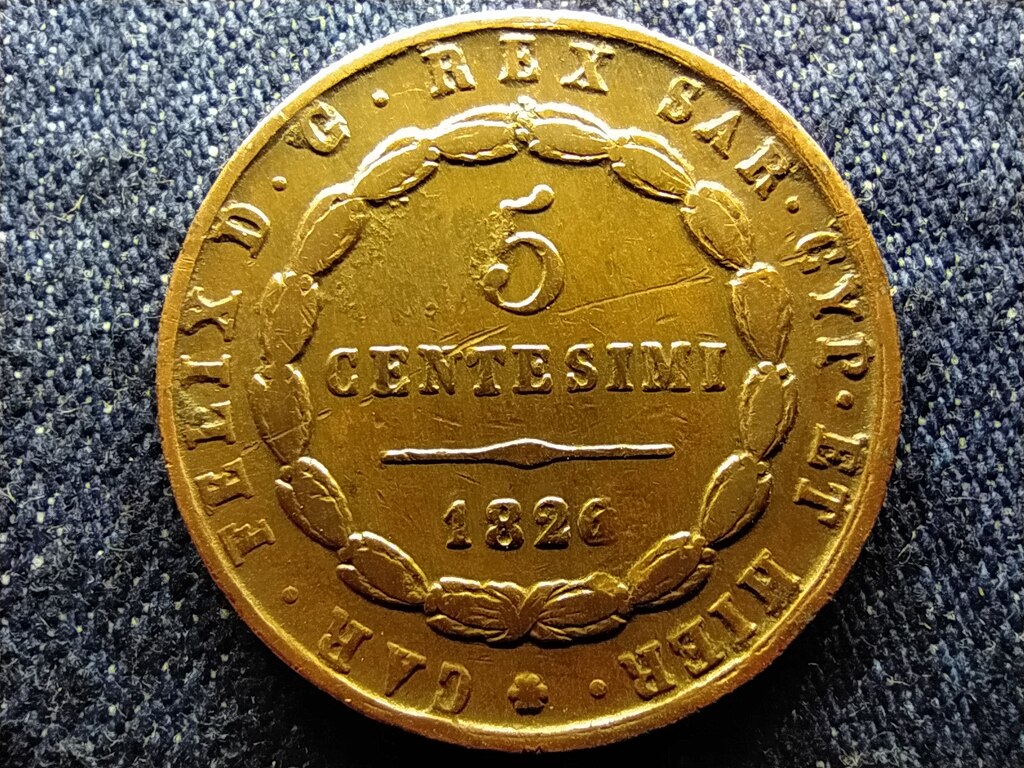 CAR · FELIX D · G · REX SAR · CYP · ET HIER ·
5
CENTESIMI
1826